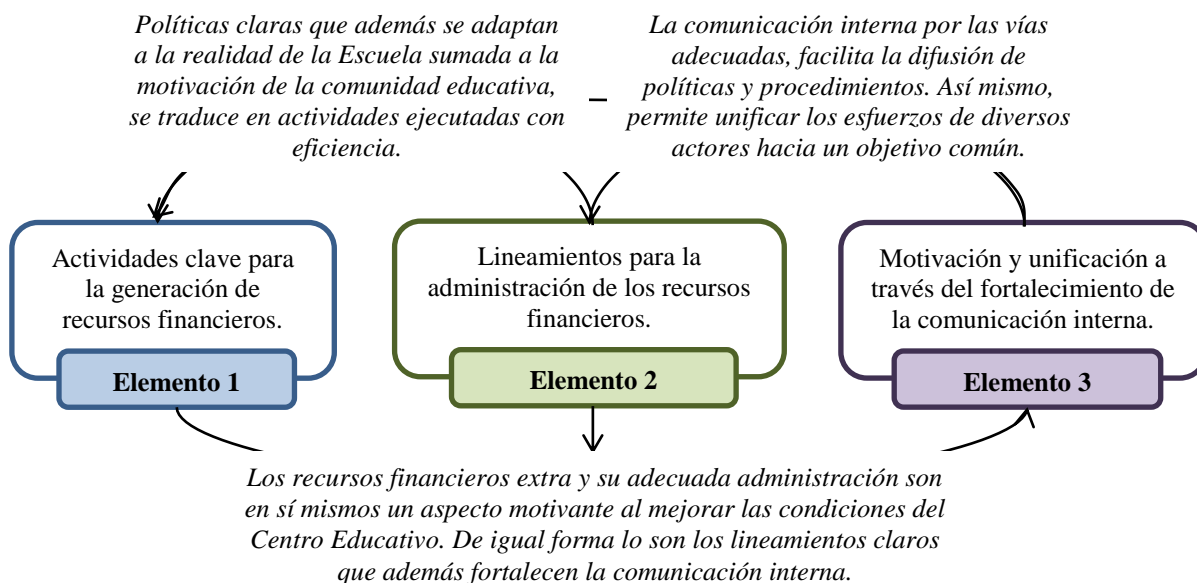 Políticas claras que además se adaptan
a la realidad de la Escuela sumada a la
motivación de la comunidad educativa,
se traduce en actividades ejecutadas con
eficiencia.
La comunicación interna por las vías
adecuadas, facilita la difusión de
políticas y procedimientos. Así mismo,
permite unificar los esfuerzos de diversos
actores hacia un objetivo común.
Actividades clave para
la generación de
recursos financieros.
Elemento 1
Lineamientos para la
administración de los recursos
financieros.
Elemento 2
Motivación y unificación a
través del fortalecimiento de
la comunicación interna.
Elemento 3
Los recursos financieros extra y su adecuada administración son
en sí mismos un aspecto motivante al mejorar las condiciones del
Centro Educativo. De igual forma lo son los lineamientos claros
que además fortalecen la comunicación interna.